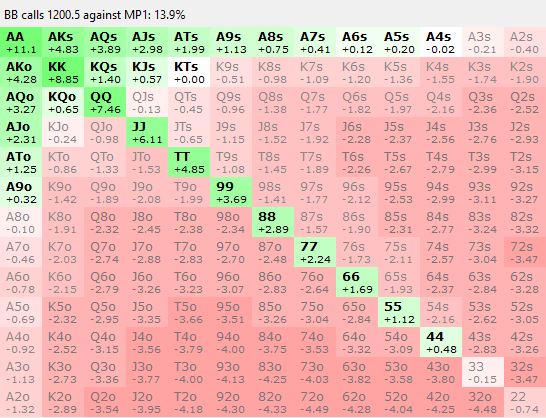 BB calls 1200.5 against MP1: 13.9%
AA AKs AQs AJs ATs A9s A8s A7s A6s A5s A4s A3s A2s
+11.1 +4.83 +3.89 +2.98 +1.99 +1.13 +0.75 +0.41 +0.12 +0.20 -0.02 -0.21 -0.40
AKo KK KQs KJs KTs K9s K8s K7s K6s K5s K4s K3s K2s
+4.28 +8.85 +1.40 +0.57 +0.00 -0.51 -0.98 -1.09 -1.20 -1.36 -1.55 -1.74 -1.90
AQo KQo QQ QJs QTs Q9s Q8s Q7s Q6s Q5s Q4s Q3s Q2s
+3.27 +0.65 +7.46 -0.13 -0.45 -0.96 -1.38 -1.77 -1.82 -1.97 -2.16 -2.36 -2.52
AJo KJo QJo JJ JTs J9s J8s J7s J6s J5s J4s J3s J2s
+2.31 -0.24 -0.98 +6.11 -0.65 -1.15 -1.52 -1.92 -2.28 -2.37 -2.56 -2.76 -2.93
ATo KTo QTo JTo TT T9s T8s T7s T6s T5s T4s T3s T2s
+1.25 -0.86 -1.33 -1.53 +4.85 -1.08 -1.45 -1.89 -2.26 -2.67 -2.79 -2.99 -3.15
A9o K9o Q9o J9o T9o 99 98s 97s 96s 95s 94s 93s 92s
+0.32 -1.42 -1.89 -2.08 -1.99 +3.69 -1.41 -1.77 -2.12 -2.53 -2.99 -3.11 -3.27
A8o K8o Q8o J8o T8o 98o 88 87s 86s 85s 84s 83s 82s
-0.10 -1.91 -2.32 -2.45 -2.38 -2.34 +2.89 -1.57 -1.90 -2.31 -2.77 -3.24 -3.32
A7o K7o Q7o J7o T7o 97o 87o 77 76s 75s 74s 73s 72s
-0.46 -2.03 -2.74 -2.88 -2.83 -2.70 -2.48 +2.24 -1.73 -2.11 -2.57 -3.04 -3.47
A6o K6o Q6o J6o T6o 96o 86o 76o 66 65s 64s 63s 62s
-0.78 -2.15 -2.79 -3.26 -3.23 -3.07 -2.83 -2.64 +1.69 -1.93 -2.37 -2.84 -3.28
A5o K5o Q5o J5o T5o 95o 85o 75o 65o 55 54s 53s 52s
-0.69 -2.32 -2.95 -3.35 -3.66 -3.51 -3.26 -3.04 -2.84 +1.12 -2.16 -2.62 -3.05
A4o K4o Q4o J4o T4o 94o 84o 74o 64o 54o 44 43s 42s
-0.92 -2.52 -3.15 -3.56 -3.79 -4.00 -3.75 -3.53 -3.32 -3.09 +0.48 -2.83 -3.26
A3o K3o Q3o J3o T3o 93o 83o 73o 63o 53o 43o 33 32s
-1.13 -2.73 -3.36 -3.77 -4.00 -4.13 -4.25 -4.03 -3.82 -3.58 -3.80 -0.15 -3.47
A2o K2o Q2o J2o T2o 92o 82o 72o 62o 52o 42o 32o 22
-1.32 -2.89 -3.54 -3.95 -4.18 -4.30 -4.33 -4.49 -4.28 -4.04 -4.25 -4.48 -0.74